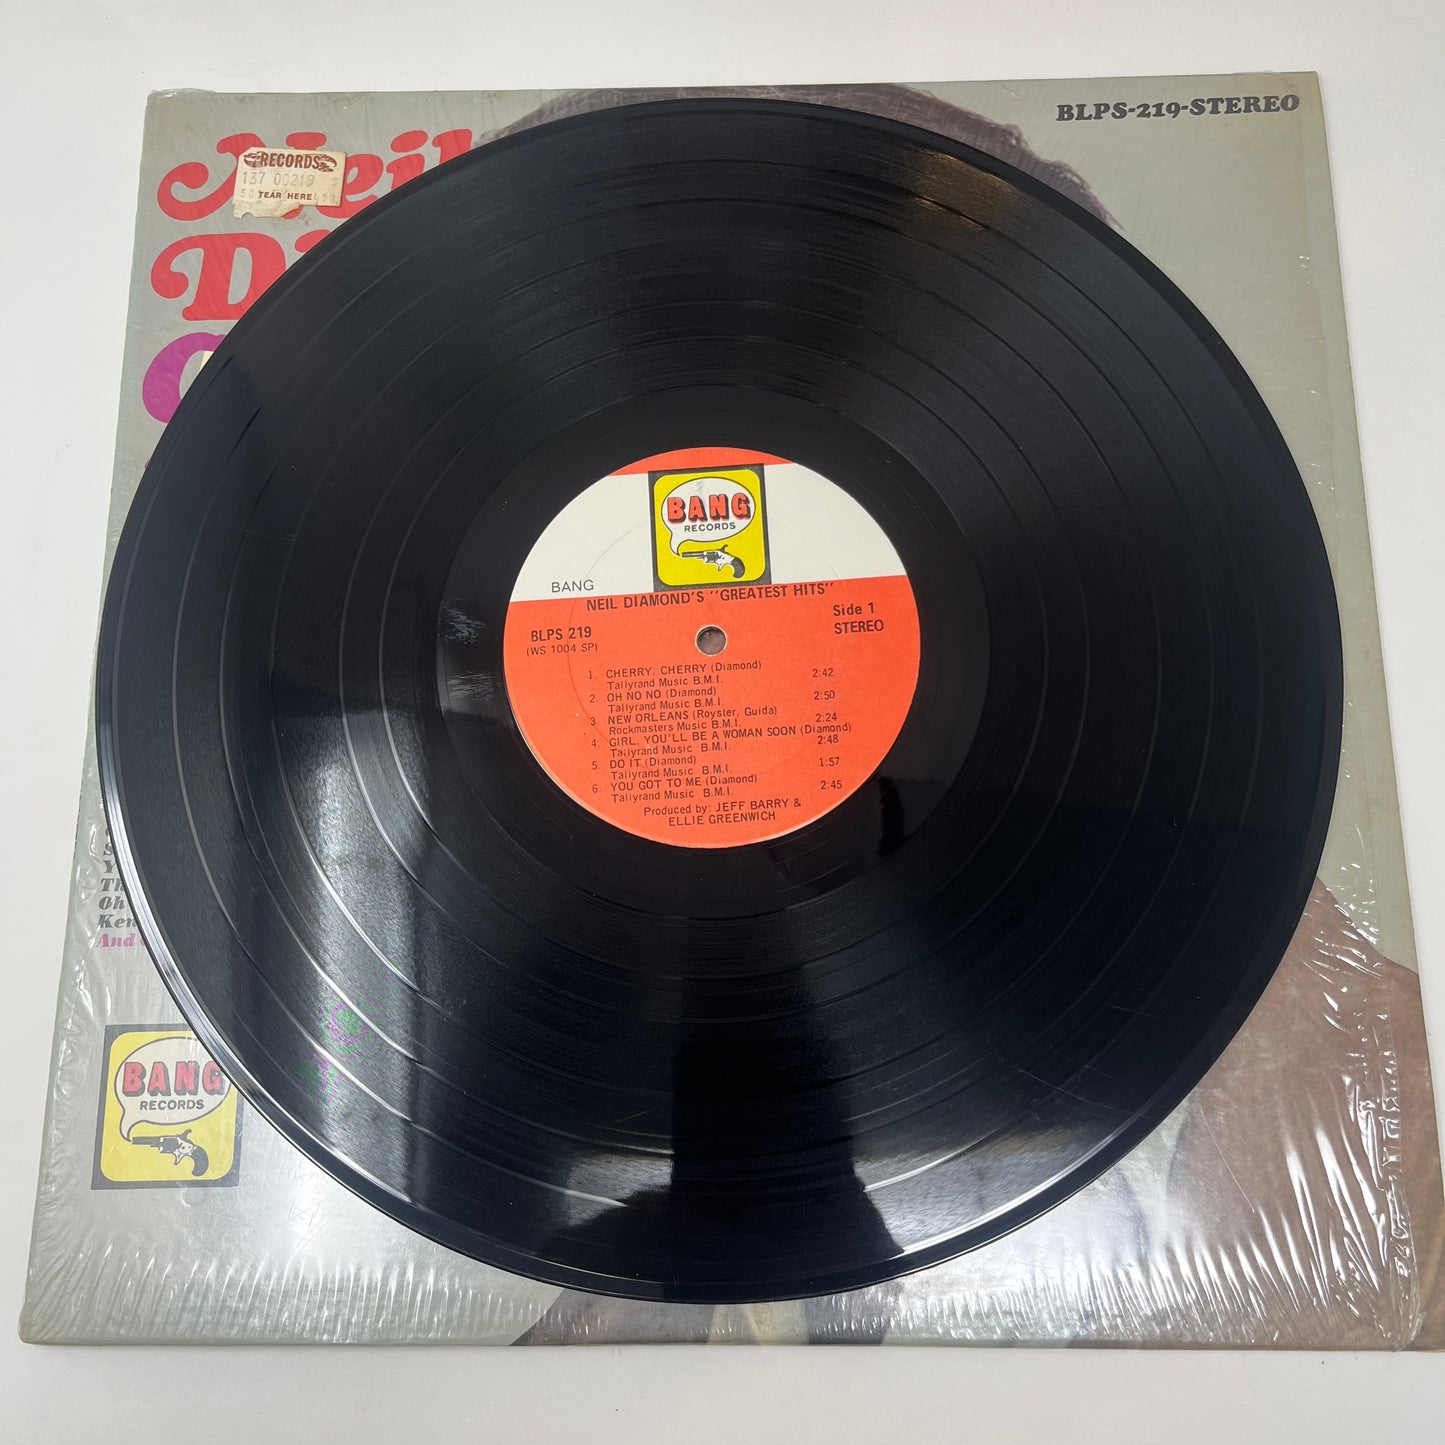 BLPS-219-STEREO
Neil
RECORDS
137 00219
TEAR HERE
BANG
RECORDS
BANG
NEIL DIAMOND'S "GREATEST HITS"
BLPS 219
(WS 1004 SP)
Side 1
STEREO
1. CHERRY, CHERRY (Diamond)
Tallyrand Music B.M.I. 2:42
2. OH NO NO (Diamond)
Tallyrand Music B.M.I. 2:50
3. NEW ORLEANS (Royster, Guida)
Rockmasters Music B.M.I. 2:24
4. GIRL, YOU'LL BE A WOMAN SOON (Diamond)
Tallyrand Music B.M.I. 2:48
5. DO IT (Diamond)
Tallyrand Music B.M.I. 1:57
6. YOU GOT TO ME (Diamond)
Tallyrand Music B.M.I. 2:45
Produced by: JEFF BARRY &
ELLIE GREENWICH
Oh
And
BANG
RECORDS